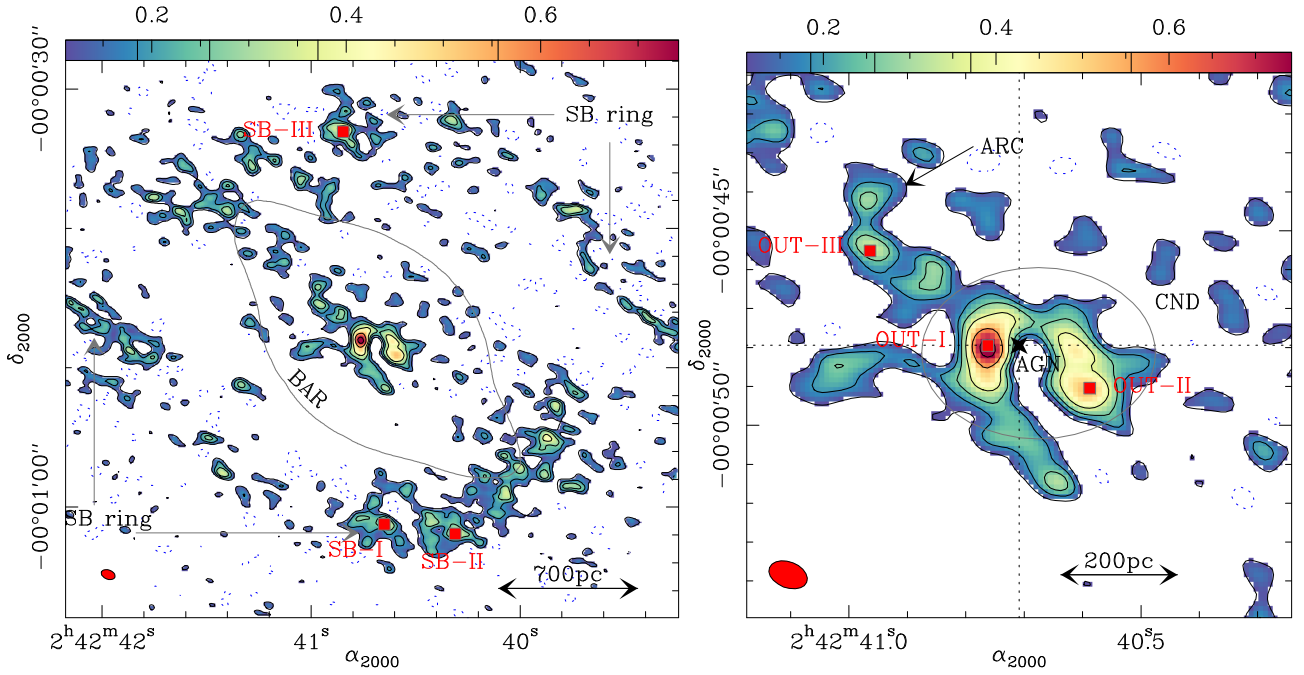 0.2 0.4 0.6
−00°00′30″
SB ring
SB−III
δ2000
BAR
SB ring
−00°01′00″
SB−I
SB−II
700pc
2h42m42s 41s 40s
α2000
0.2 0.4 0.6
ARC
−00°00′45″
OUT−III
CND
OUT−I
AGN
OUT−II
δ2000
−00°00′50″
200pc
2h42m41.0s 40.5s
α2000